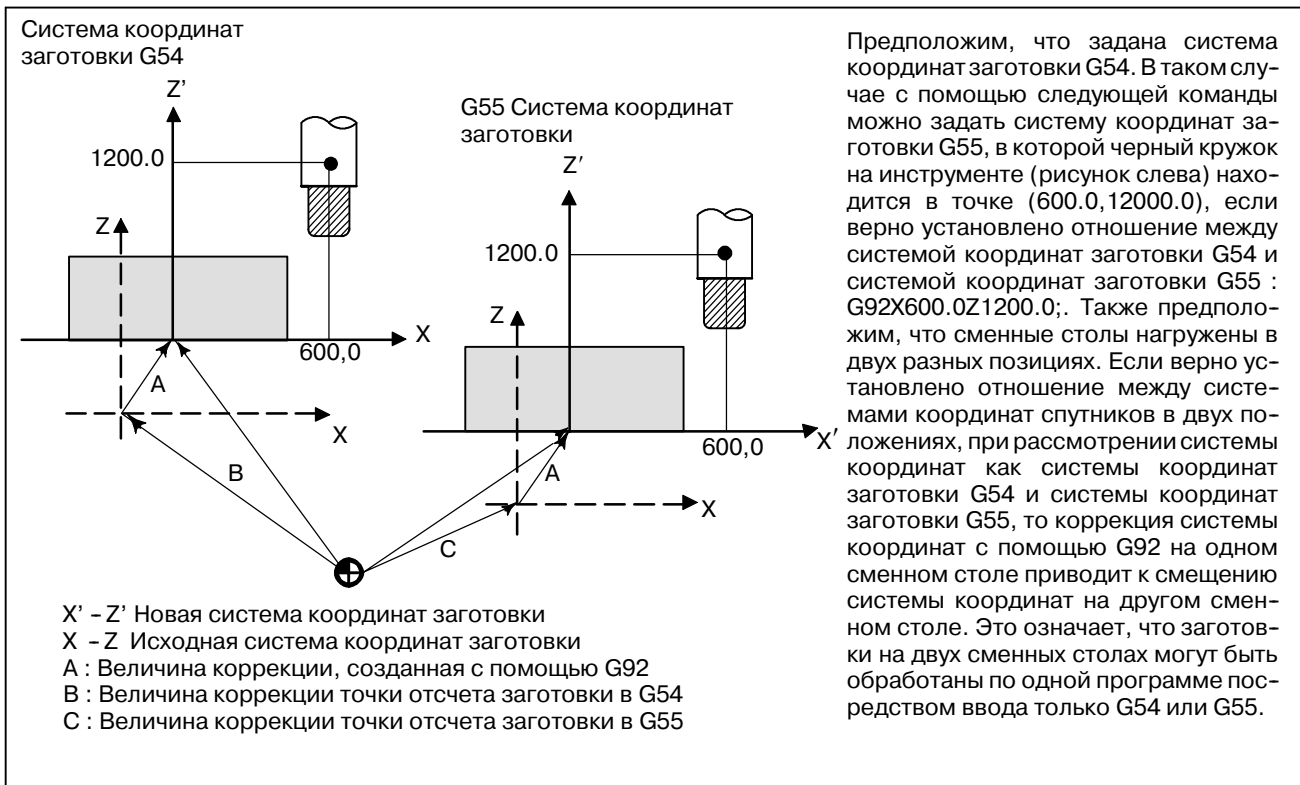 Система координат
заготовки G54
Z’
1200.0
Z
X
600,0
A
X
B
G55 Система координат
заготовки
Z’
1200.0
Z
600,0
X’
A
X
C
X’ - Z’ Новая система координат заготовки
X - Z Исходная система координат заготовки
A : Величина коррекции, созданная с помощью G92
B : Величина коррекции точки отсчета заготовки в G54
C : Величина коррекции точки отсчета заготовки в G55
Предположим, что задана система
координат заготовки G54. В таком слу-
чае с помощью следующей команды
можно задать систему координат за-
готовки G55, в которой черный кружок
на инструменте (рисунок слева) нахо-
дится в точке (600.0,12000.0), если
верно установлено отношение между
системой координат заготовки G54 и
системой координат заготовки G55 :
G92X600.0Z1200.0;. Также предполо-
жим, что сменные столы нагружены в
двух разных позициях. Если верно ус-
тановлено отношение между систе-
мами координат спутников в двух по-
ложениях, при рассмотрении системы
координат как системы координат
заготовки G54 и системы координат
заготовки G55, то коррекция системы
координат с помощью G92 на одном
сменном столе приводит к смещению
системы координат на другом смен-
ном столе. Это означает, что заготов-
ки на двух сменных столах могут быть
обработаны по одной программе пос-
редством ввода только G54 или G55.